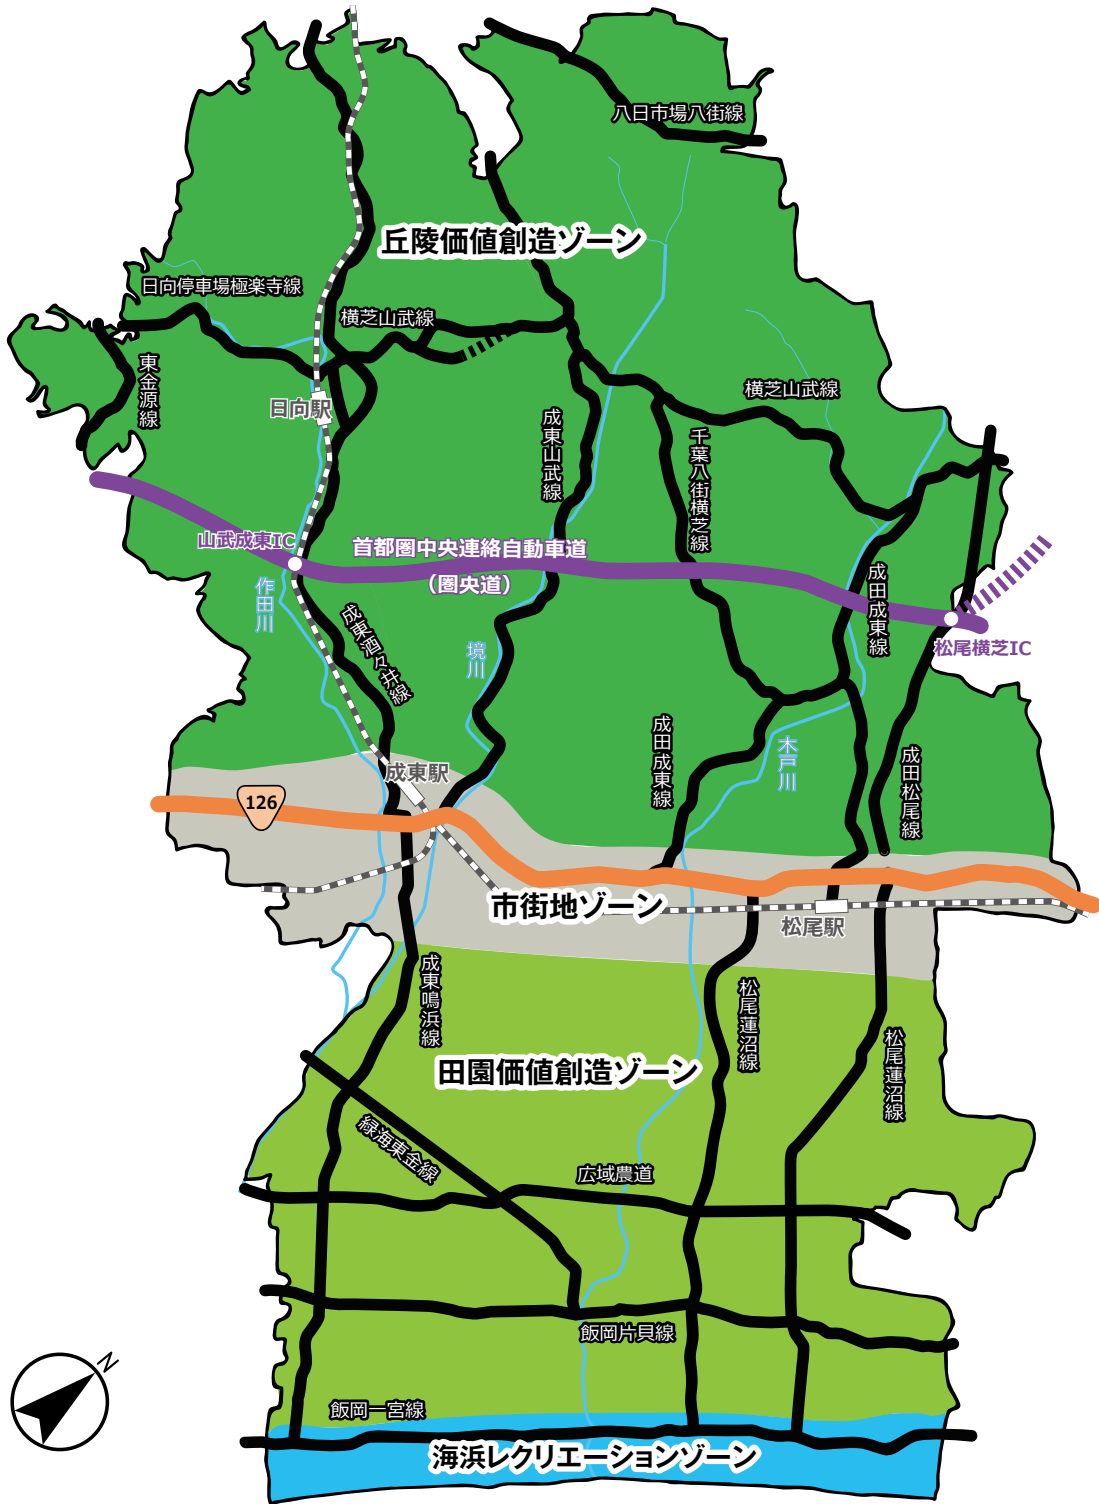 八日市場八街線
丘陵価値創造ゾーン
日向停車場極楽寺線
横芝山武線
東金源線
横芝山武線
日向駅
成東山武線
千葉八街横芝線
山武成東IC
首都圏中央連絡自動車道
（圏央道）
作田川
成田成東線
成東酒々井線
境川
松尾横芝IC
成田成東線
木戸川
成田松尾線
成東駅
126
市街地ゾーン
松尾駅
成東鳴浜線
松尾蓮沼線
松尾蓮沼線
田園価値創造ゾーン
緑海東金線
広域農道
飯岡片貝線
N
飯岡一宮線
海浜レクリエーションゾーン